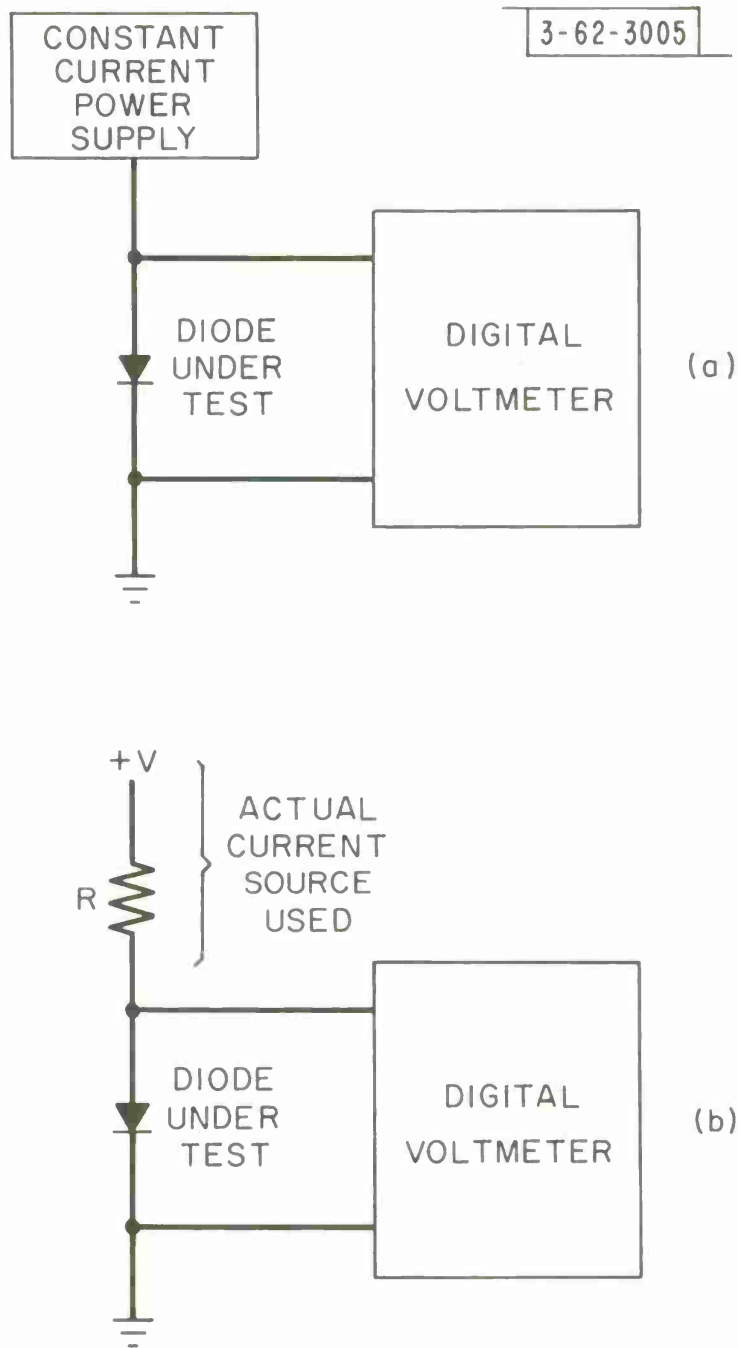 3-62-3005
CONSTANT
CURRENT
POWER
SUPPLY
DIODE
UNDER
TEST
DIGITAL
VOLTMETER
(a)
+V
R
ACTUAL
CURRENT
SOURCE
USED
DIODE
UNDER
TEST
DIGITAL
VOLTMETER
(b)